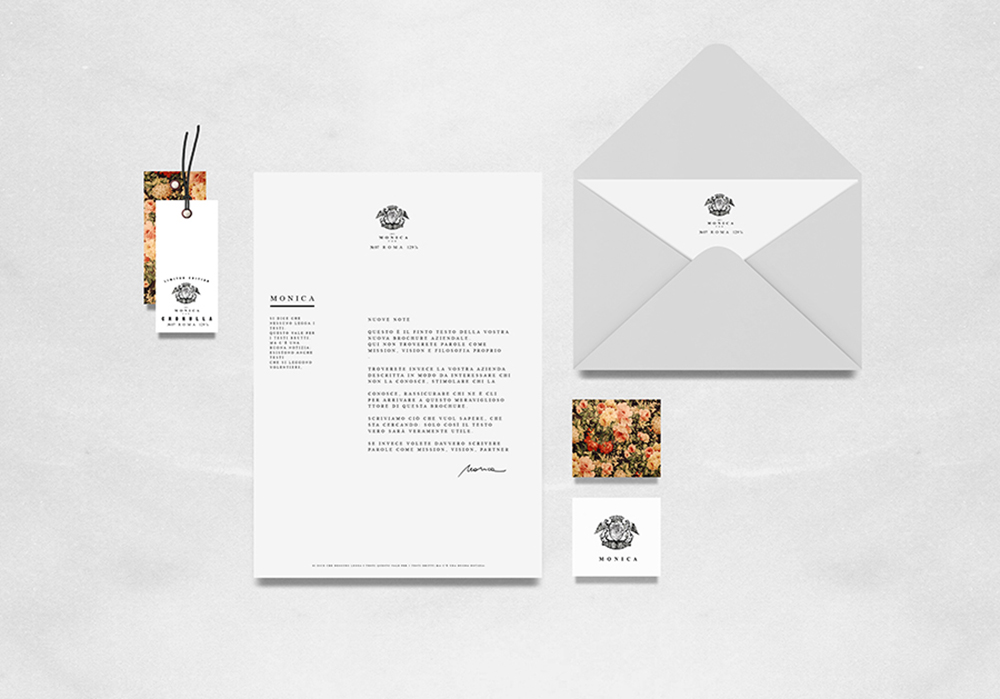 LIMITED EDITION
MONICA
COROLLA
ROMA
MONICA
ROMA
MONICA
SI DICE CHE
NESSUNO LEGGA I
TESTI
QUESTO VALE PER
I TESTI BRUTTI
MA C'È UNA
BUONA NOTIZIA:
ESISTONO ANCHE
TESTI
CHE SI LEGGONO
VOLENTIERI,
NUOVE NOTE
QUESTO È IL FINTO TESTO DELLA VOSTRA
NUOVA BROCHURE AZIENDALE.
QUI NON TROVERETE PAROLE COME
MISSION, VISION E FILOSOFIA PROPRIO
TROVERETE INVECE LA VOSTRA AZIENDA
DESCRITTA IN MODO DA INTERESSARE CHI
NON LA CONOSCE, STIMOLARE CHI LA
CONOSCE, RASSICURARE CHI NE È GLI
PER ARRIVARE A QUESTO MERAVIGLIOSO
TTORE DI QUESTA BROCHURE.
SCRIVIAMO CIÒ CHE VUOL SAPERE, CHE
STA CERCANDO: SOLO COSÌ IL TESTO
VERO SARÀ VERAMENTE UTILE.
SE INVECE VOLETE DAVVERO SCRIVERE
PAROLE COME MISSION, VISION, PARTNER
Monica
MONICA
ROMA
MONICA